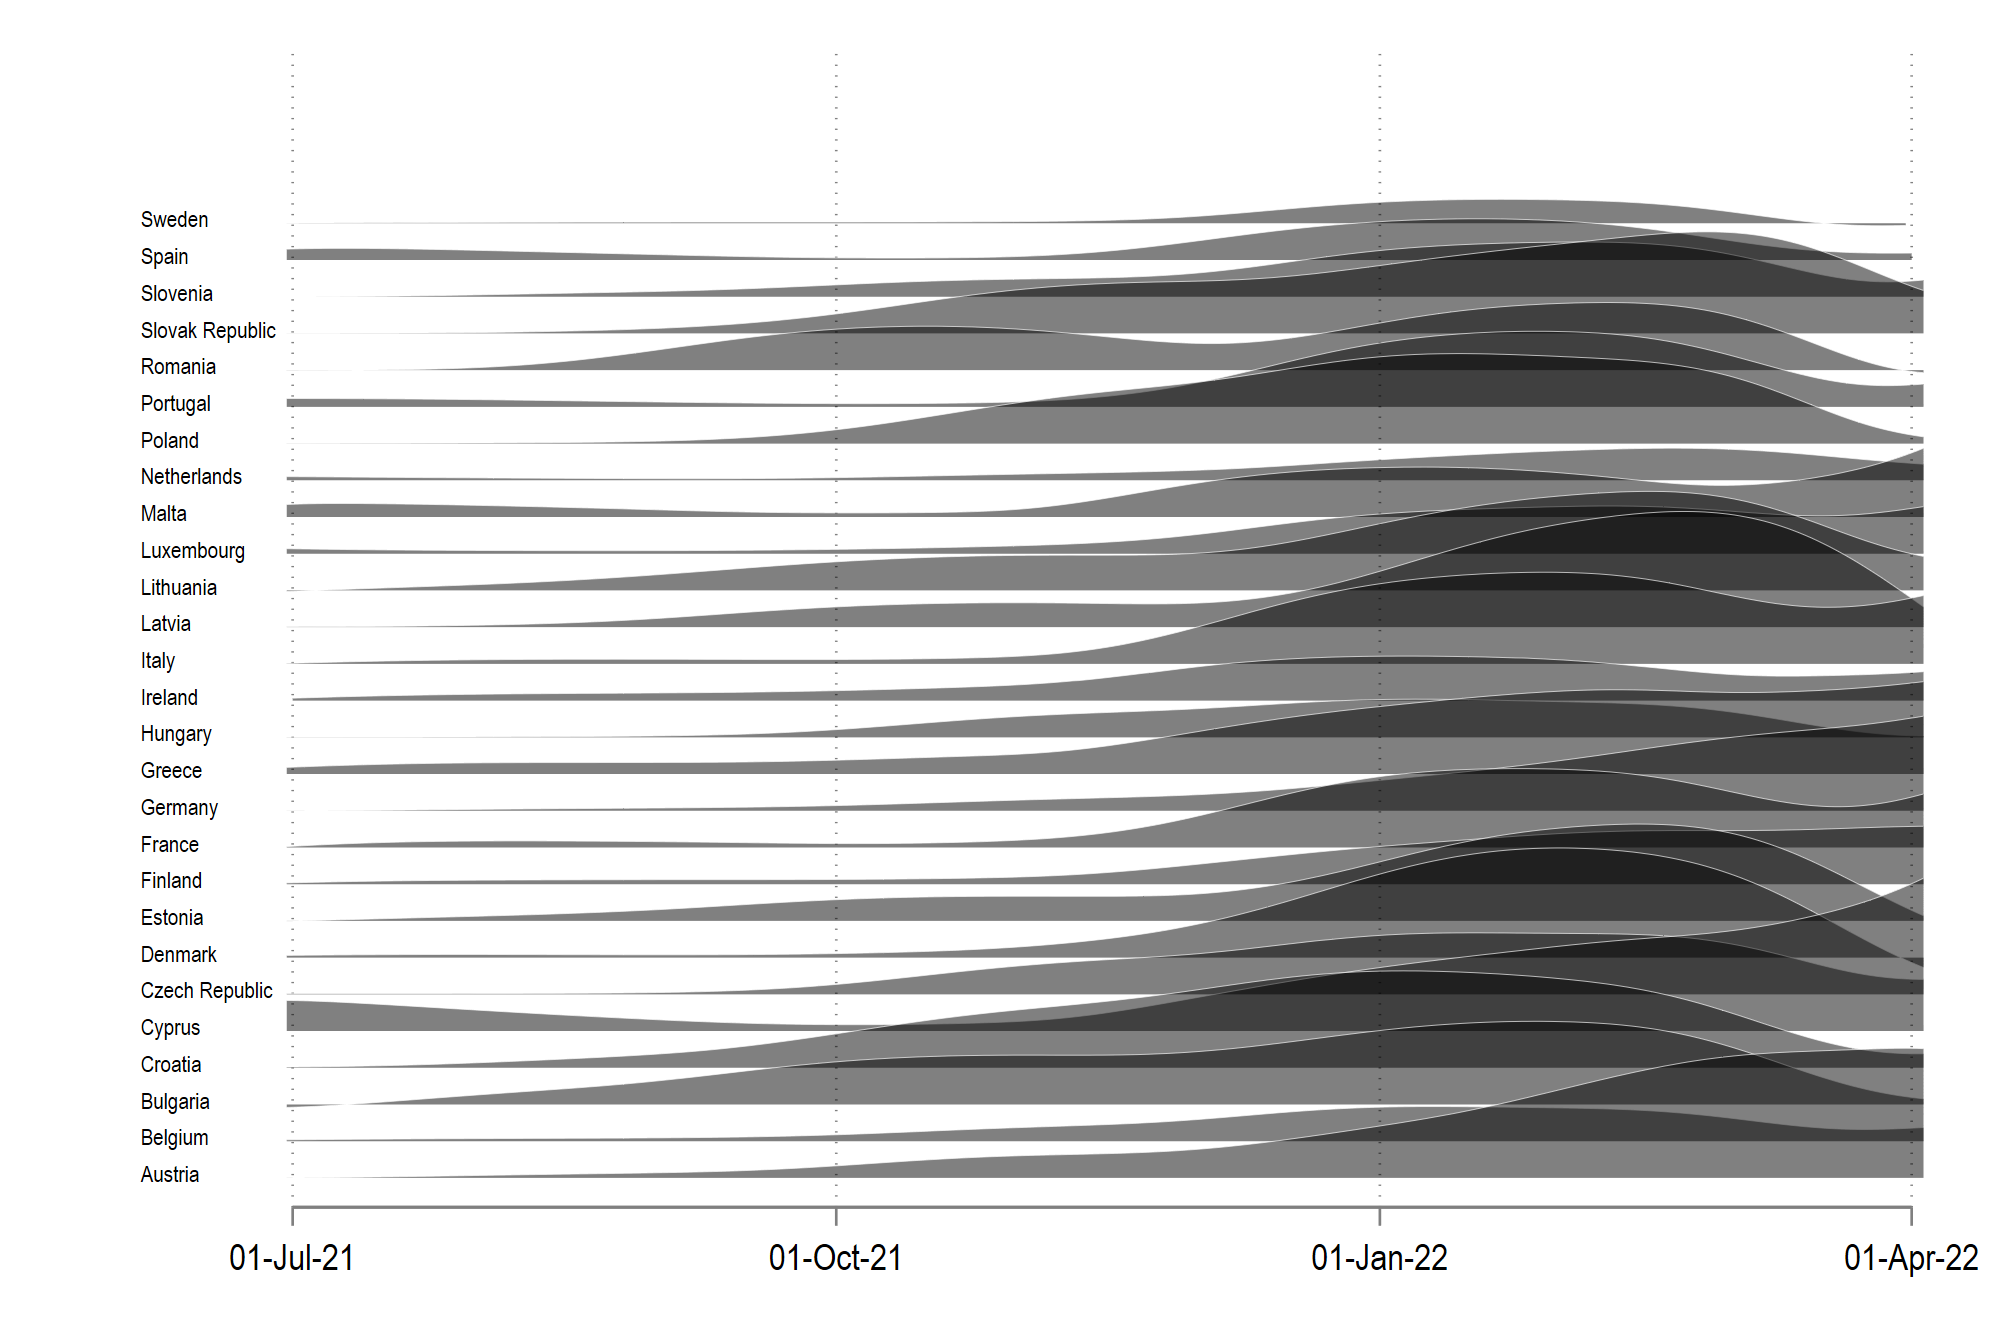 Sweden
Spain
Slovenia
Slovak Republic
Romania
Portugal
Poland
Netherlands
Malta
Luxembourg
Lithuania
Latvia
Italy
Ireland
Hungary
Greece
Germany
France
Finland
Estonia
Denmark
Czech Republic
Cyprus
Croatia
Bulgaria
Belgium
Austria
01-Jul-21 01-Oct-21 01-Jan-22 01-Apr-22